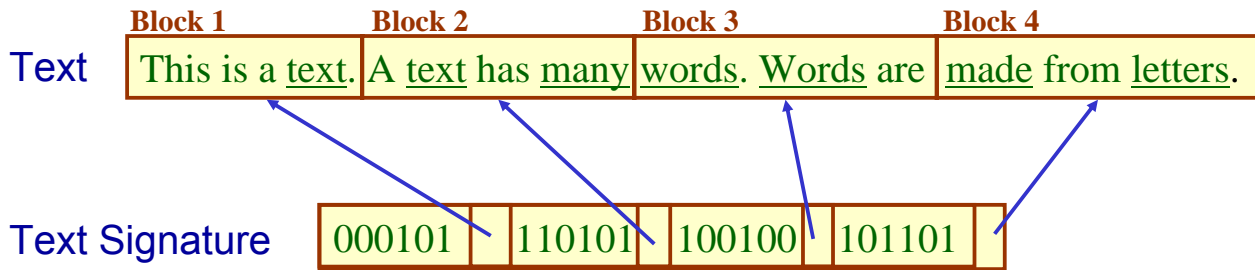 Block 1 Block 2 Block 3 Block 4
Text This is a text. A text has many words. Words are made from letters.
Text Signature 000101 110101 100100 101101